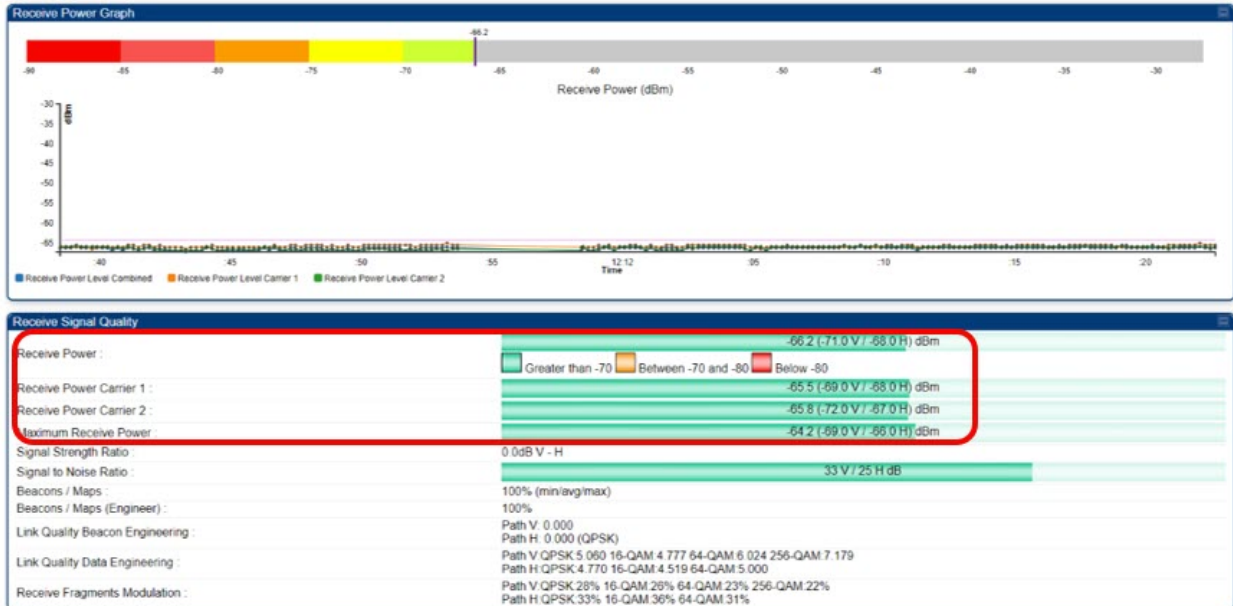 Receive Power Graph
-66.2
-90 -85 -80 -75 -70 -65 -60 -55 -50 -45 -40 -35 -30
Receive Power (dBm)
dBm
-30
-35
-40
-45
-50
-55
-60
-65
:40 :45 :50 :55 12:12 :05 :10 :15 :20
Time
Receive Power Level Combined Receive Power Level Carrier 1 Receive Power Level Carrier 2
Receive Signal Quality
Receive Power : -66.2 (-71.0 V / -68.0 H) dBm
Greater than -70 Between -70 and -80 Below -80
Receive Power Carrier 1 : -65.5 (-69.0 V / -68.0 H) dBm
Receive Power Carrier 2 : -65.8 (-72.0 V / -67.0 H) dBm
Maximum Receive Power : -64.2 (-69.0 V / -66.0 H) dBm
Signal Strength Ratio : 0.0dB V - H
Signal to Noise Ratio : 33 V / 25 H dB
Beacons / Maps : 100% (min/avg/max)
Beacons / Maps (Engineer) : 100%
Link Quality Beacon Engineering : Path V: 0.000
Path H: 0.000 (QPSK)
Link Quality Data Engineering : Path V:QPSK:5.060 16-QAM:4.777 64-QAM:6.024 256-QAM:7.179
Path H:QPSK:4.770 16-QAM:4.519 64-QAM:5.000
Receive Fragments Modulation : Path V:QPSK:28% 16-QAM:26% 64-QAM:23% 256-QAM:22%
Path H:QPSK:33% 16-QAM:36% 64-QAM:31%